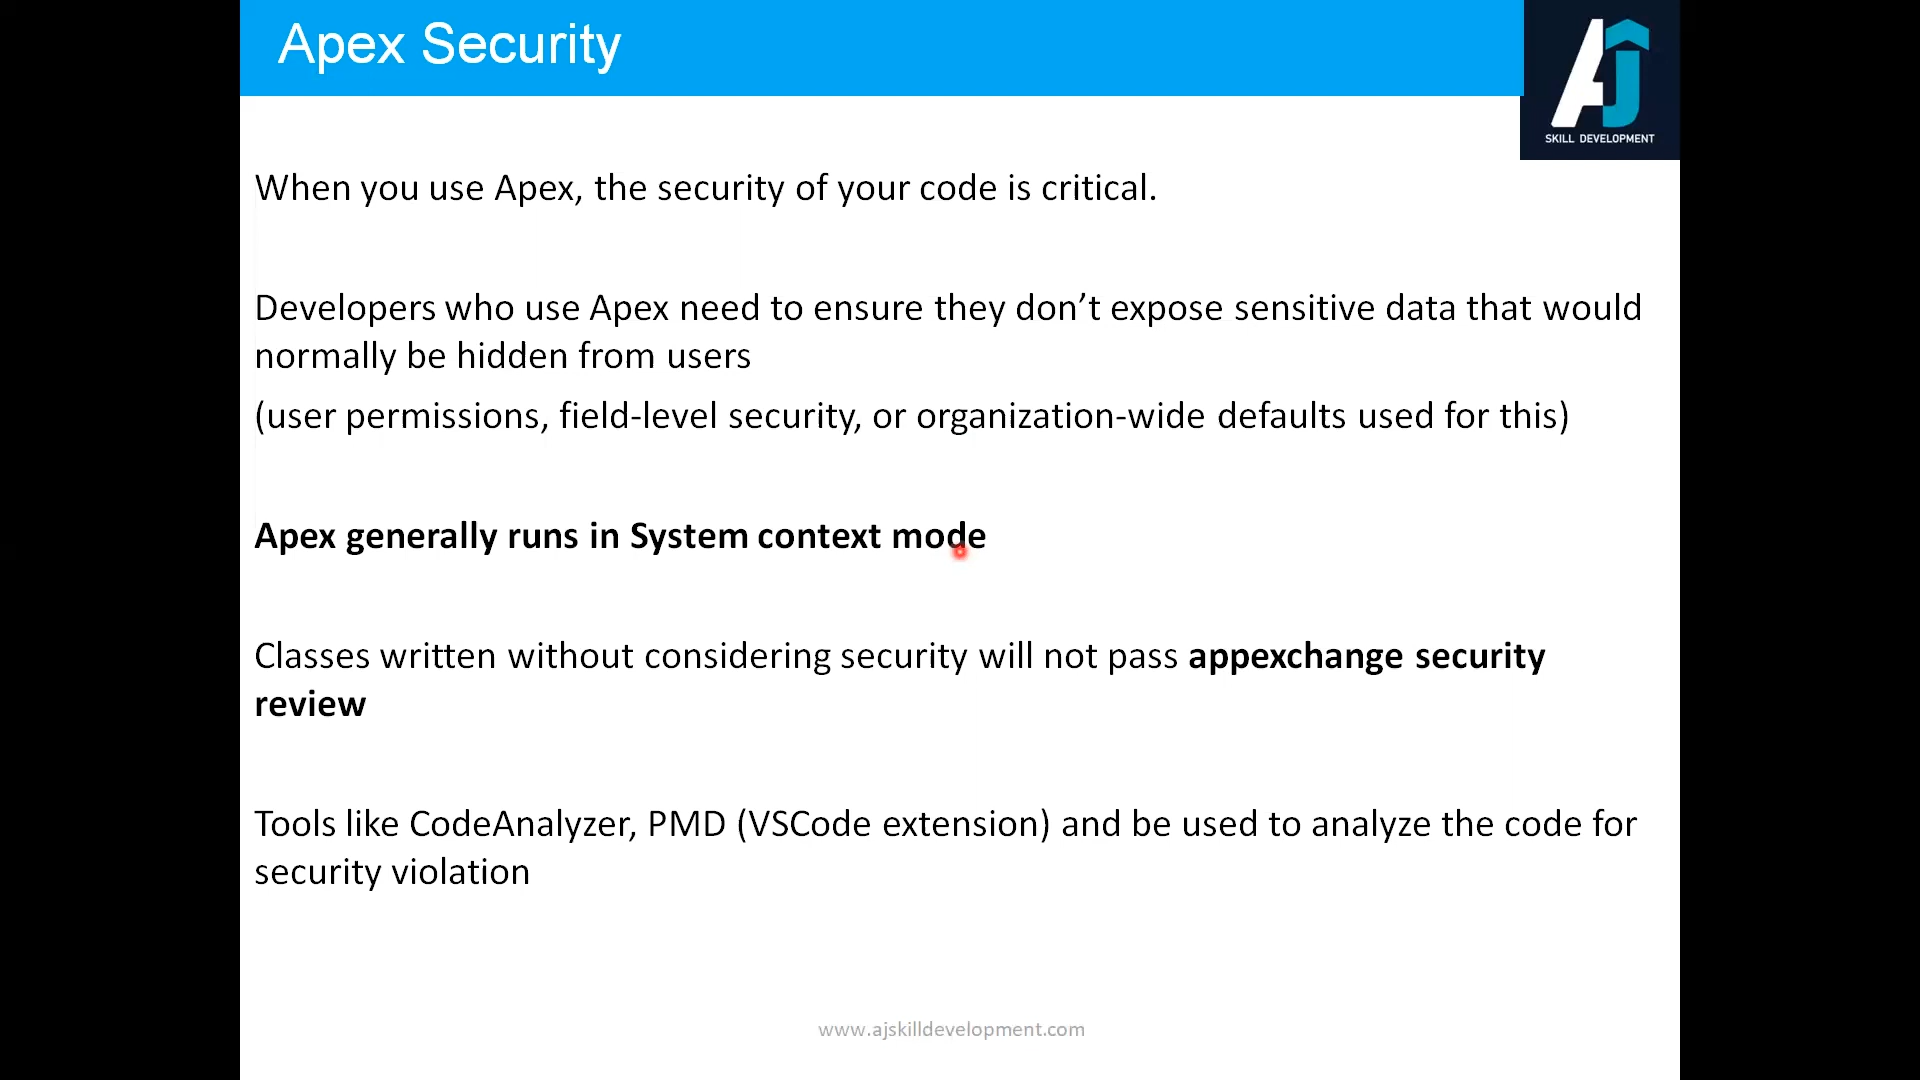 Apex Security
AJ
SKILL DEVELOPMENT
When you use Apex, the security of your code is critical.
Developers who use Apex need to ensure they don’t expose sensitive data that would
normally be hidden from users
(user permissions, field-level security, or organization-wide defaults used for this)
Apex generally runs in System context mode
Classes written without considering security will not pass appexchange security
review
Tools like CodeAnalyzer, PMD (VSCode extension) and be used to analyze the code for
security violation
www.ajskilldevelopment.com